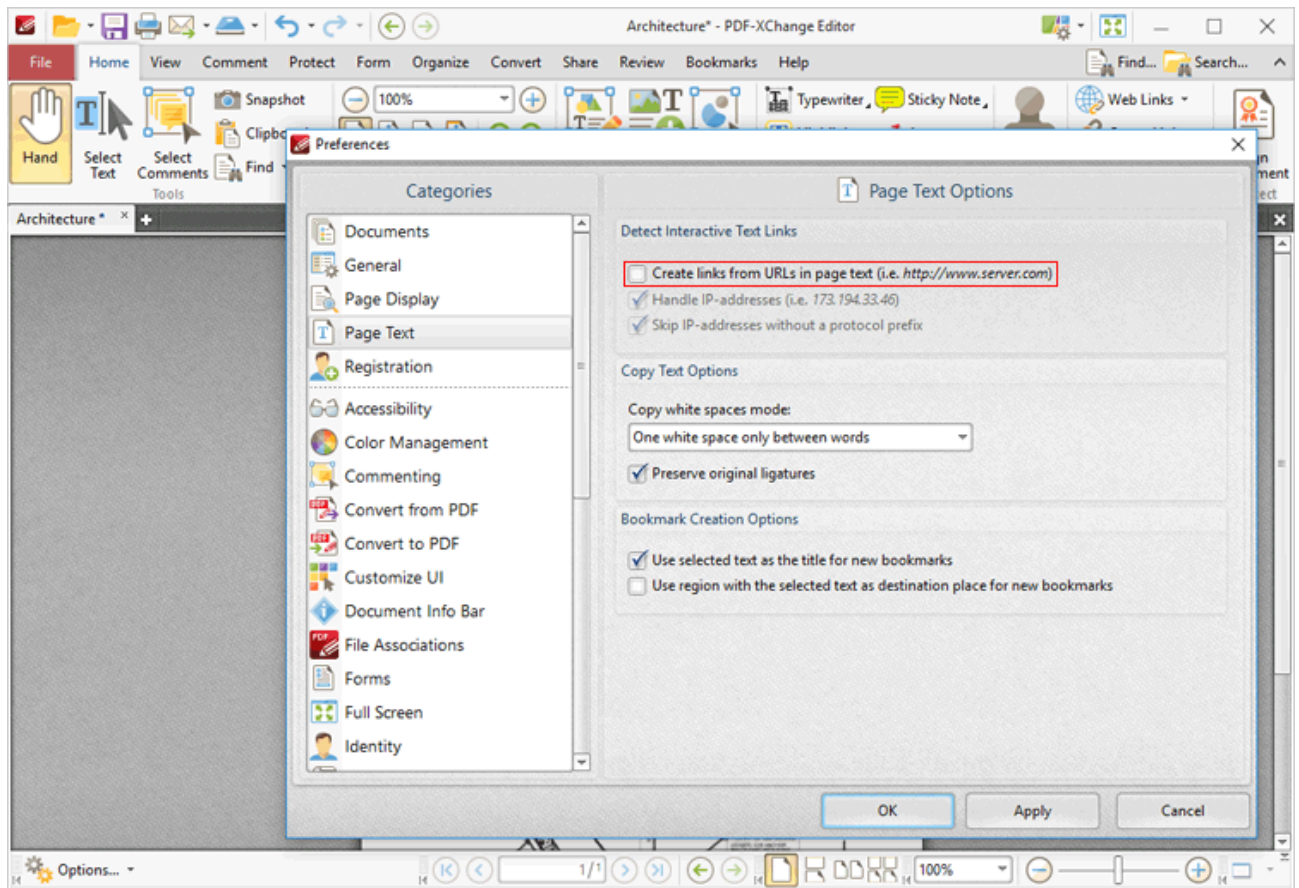 Architecture* - PDF-XChange Editor
File Home View Comment Protect Form Organize Convert Share Review Bookmarks Help Find... Search...
Hand
Select Text
Select Comments
Snapshot
Find
Tools
100%
Typewriter
Sticky Note
Web Links
Architecture *
Preferences
Categories
Documents
General
Page Display
Page Text
Registration
Accessibility
Color Management
Commenting
Convert from PDF
Convert to PDF
Customize UI
Document Info Bar
File Associations
Forms
Full Screen
Identity
Page Text Options
Detect Interactive Text Links
Create links from URLs in page text (i.e. http://www.server.com)
Handle IP-addresses (i.e. 173.194.33.46)
Skip IP-addresses without a protocol prefix
Copy Text Options
Copy white spaces mode:
One white space only between words
Preserve original ligatures
Bookmark Creation Options
Use selected text as the title for new bookmarks
Use region with the selected text as destination place for new bookmarks
OK Apply Cancel
Options... 1/1 100%